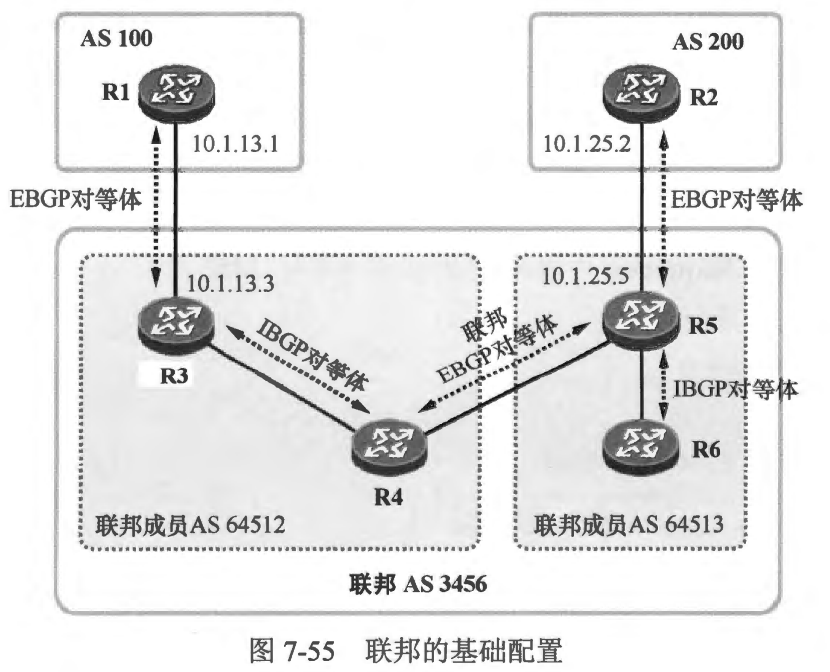 AS 100
AS 200
R1
R2
10.1.13.1
10.1.25.2
EBGP对等体
EBGP对等体
10.1.13.3
10.1.25.5
R3
IBGP对等体
联邦
EBGP对等体
R5
IBGP对等体
R4
R6
联邦成员AS 64512
联邦成员AS 64513
联邦 AS 3456
图 7-55 联邦的基础配置